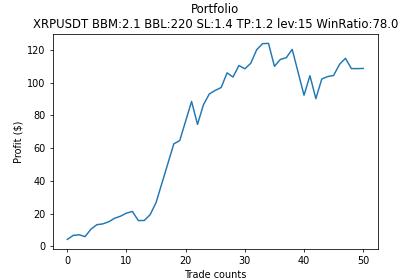 Portfolio
XRPUSDT BBM:2.1 BBL:220 SL:1.4 TP:1.2 lev:15 WinRatio:78.0
120
100
80
60
40
20
0
Profit ($)
0 10 20 30 40 50
Trade counts